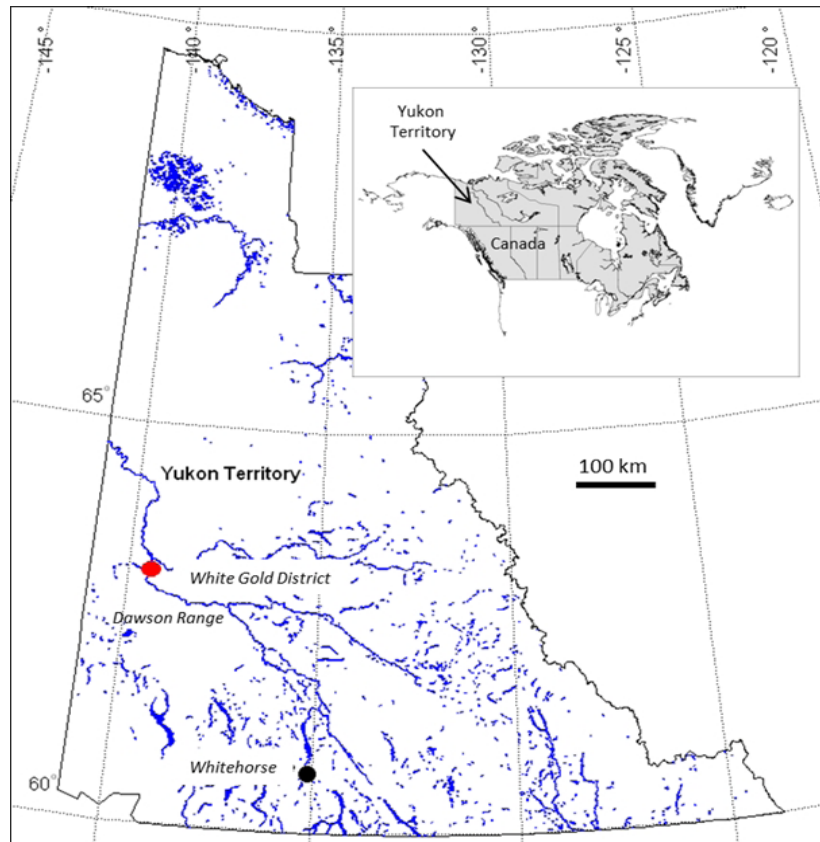 -145
-140
-135
-130
-125
-120
Yukon
Territory
Canada
65°
100 km
Yukon Territory
White Gold District
Dawson Range
Whitehorse
60°